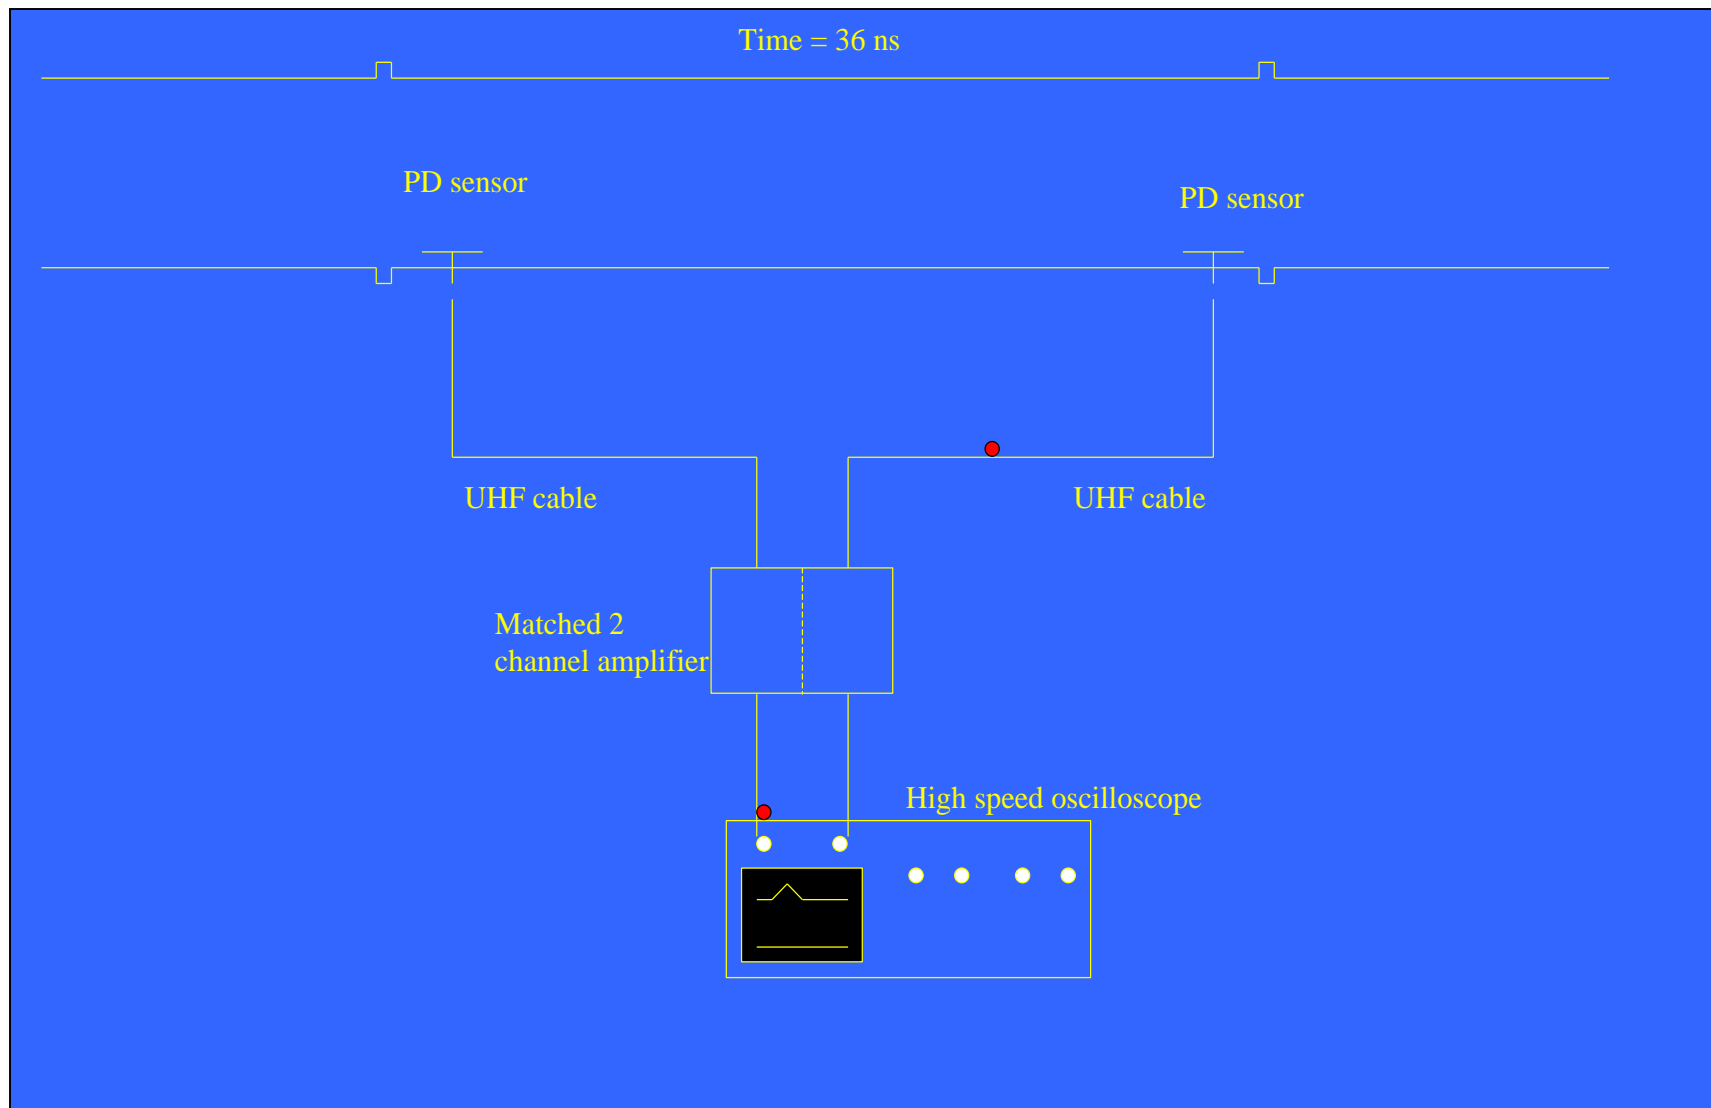 Time = 36 ns
PD sensor
PD sensor
UHF cable
UHF cable
Matched 2
channel amplifier
High speed oscilloscope